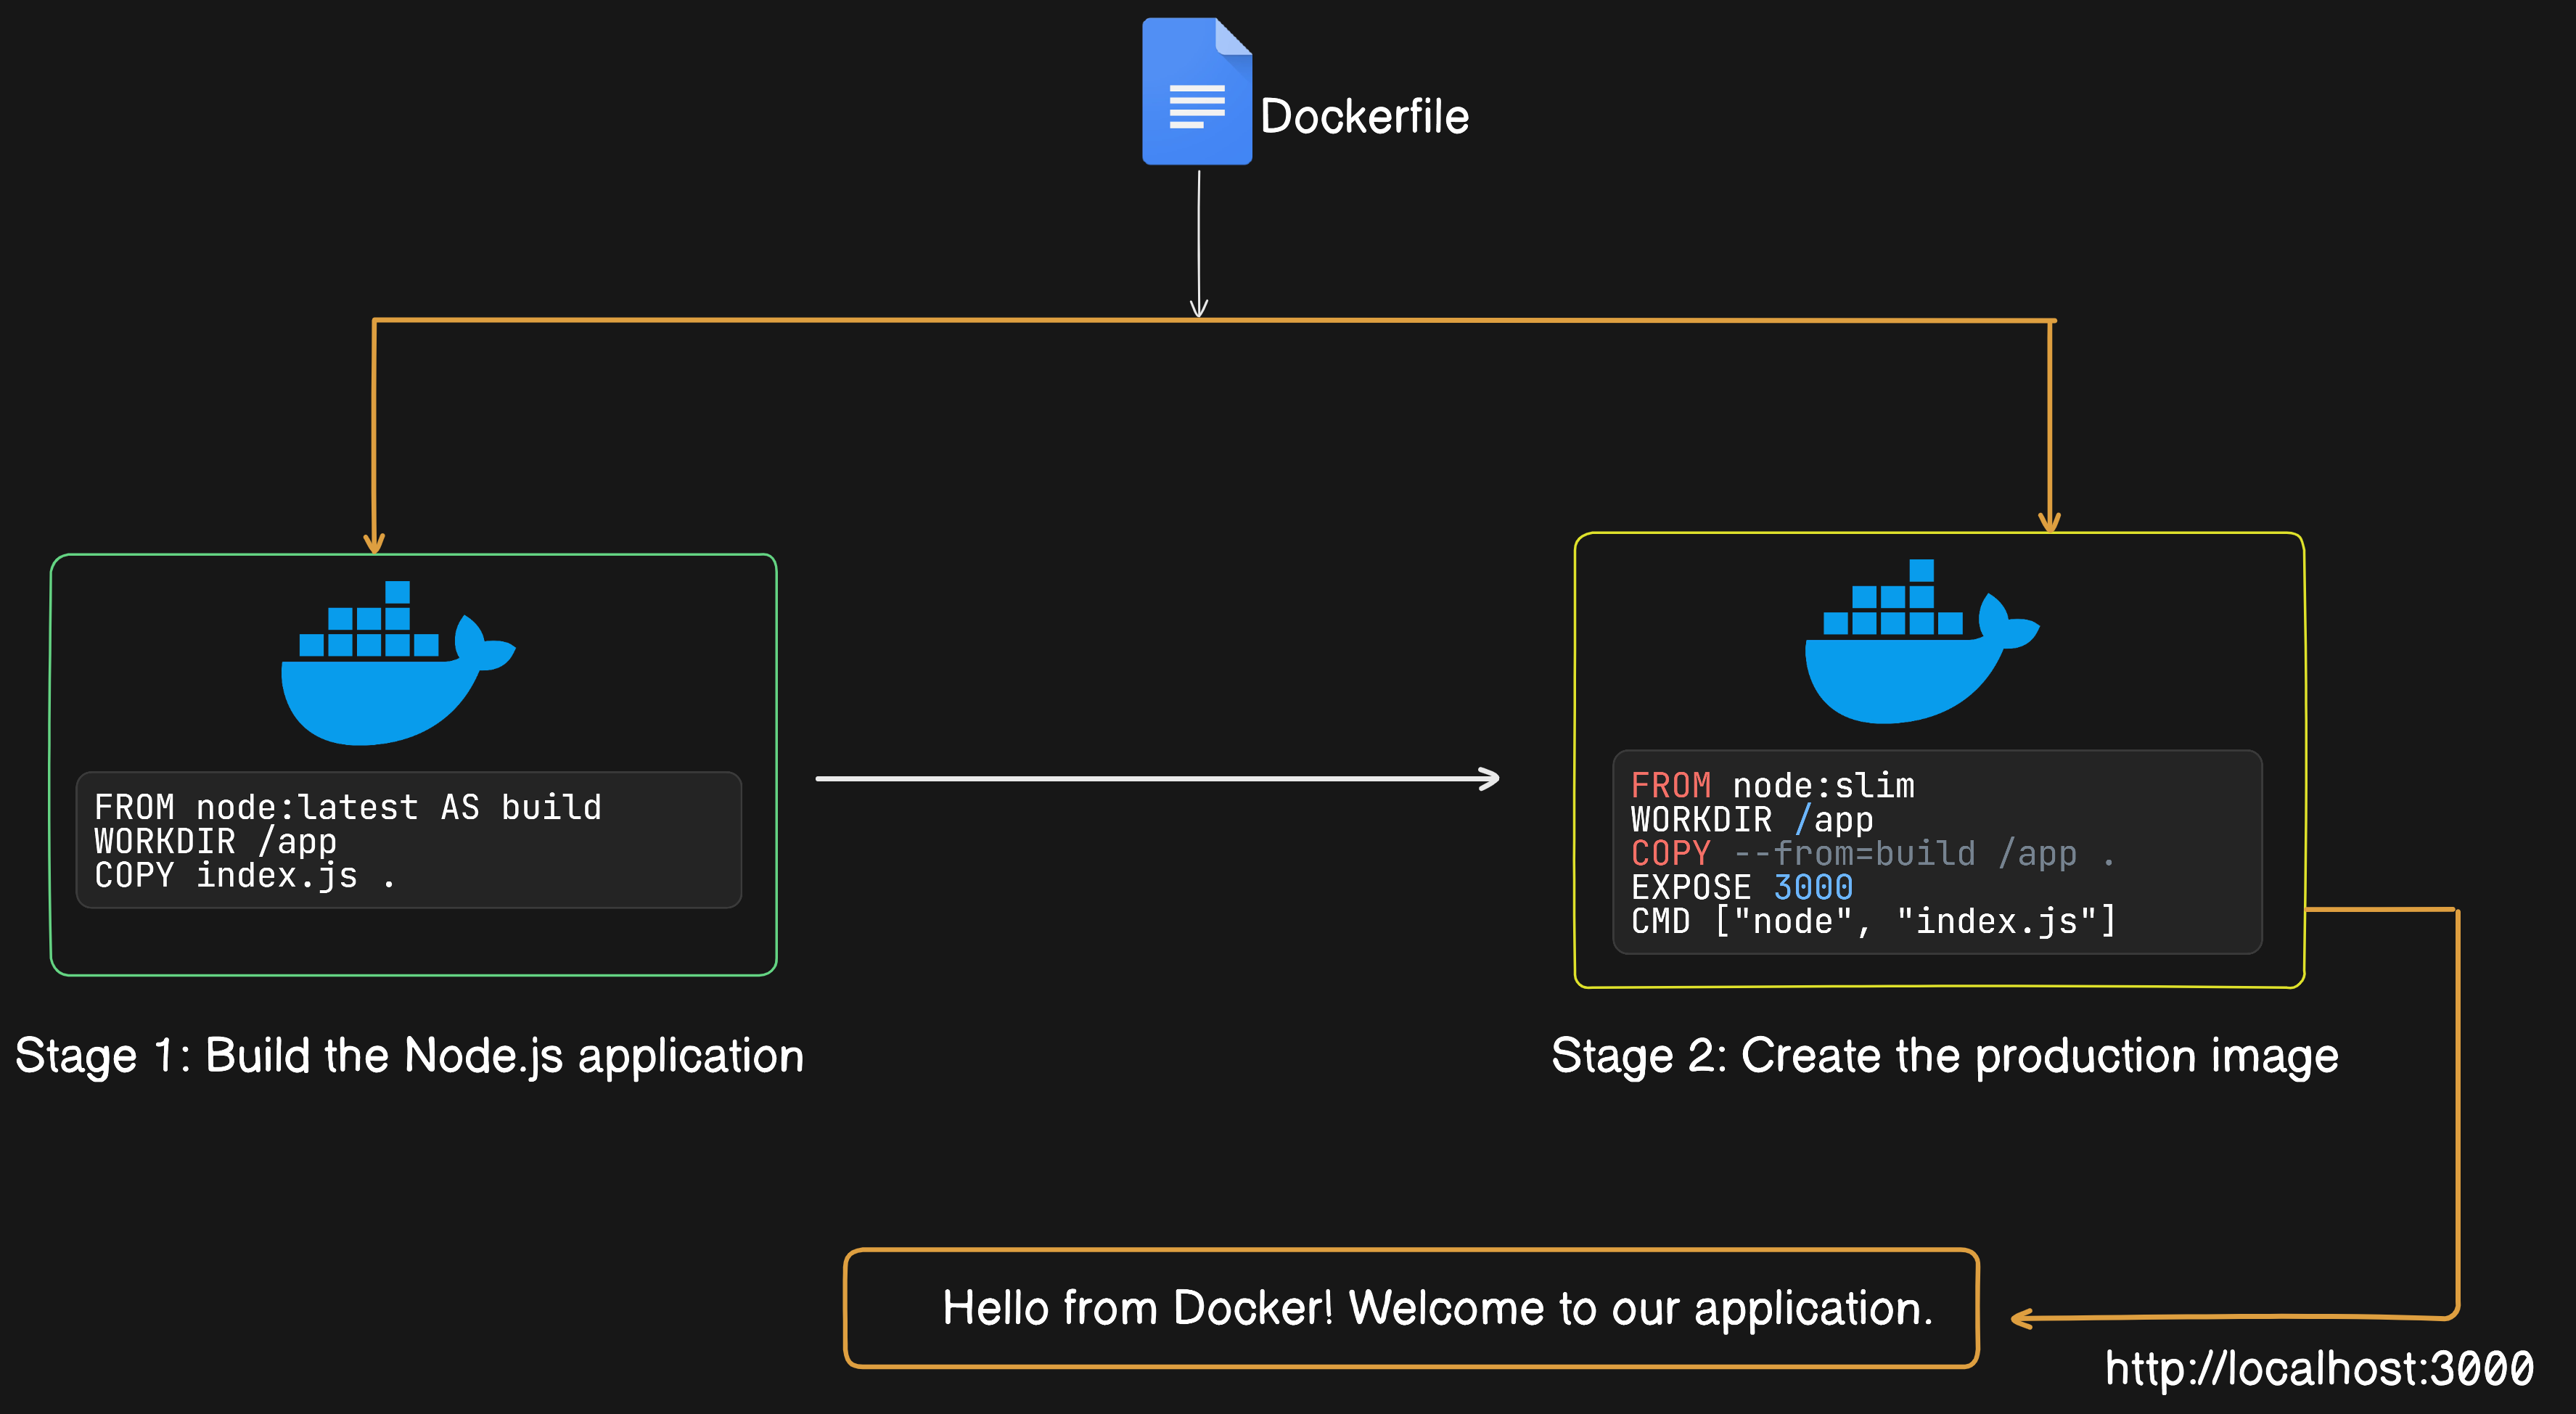 Dockerfile
FROM node:latest AS build
WORKDIR /app
COPY index.js .
Stage 1: Build the Node.js application
FROM node:slim
WORKDIR /app
COPY --from=build /app .
EXPOSE 3000
CMD ["node", "index.js"]
Stage 2: Create the production image
Hello from Docker! Welcome to our application.
http://localhost:3000